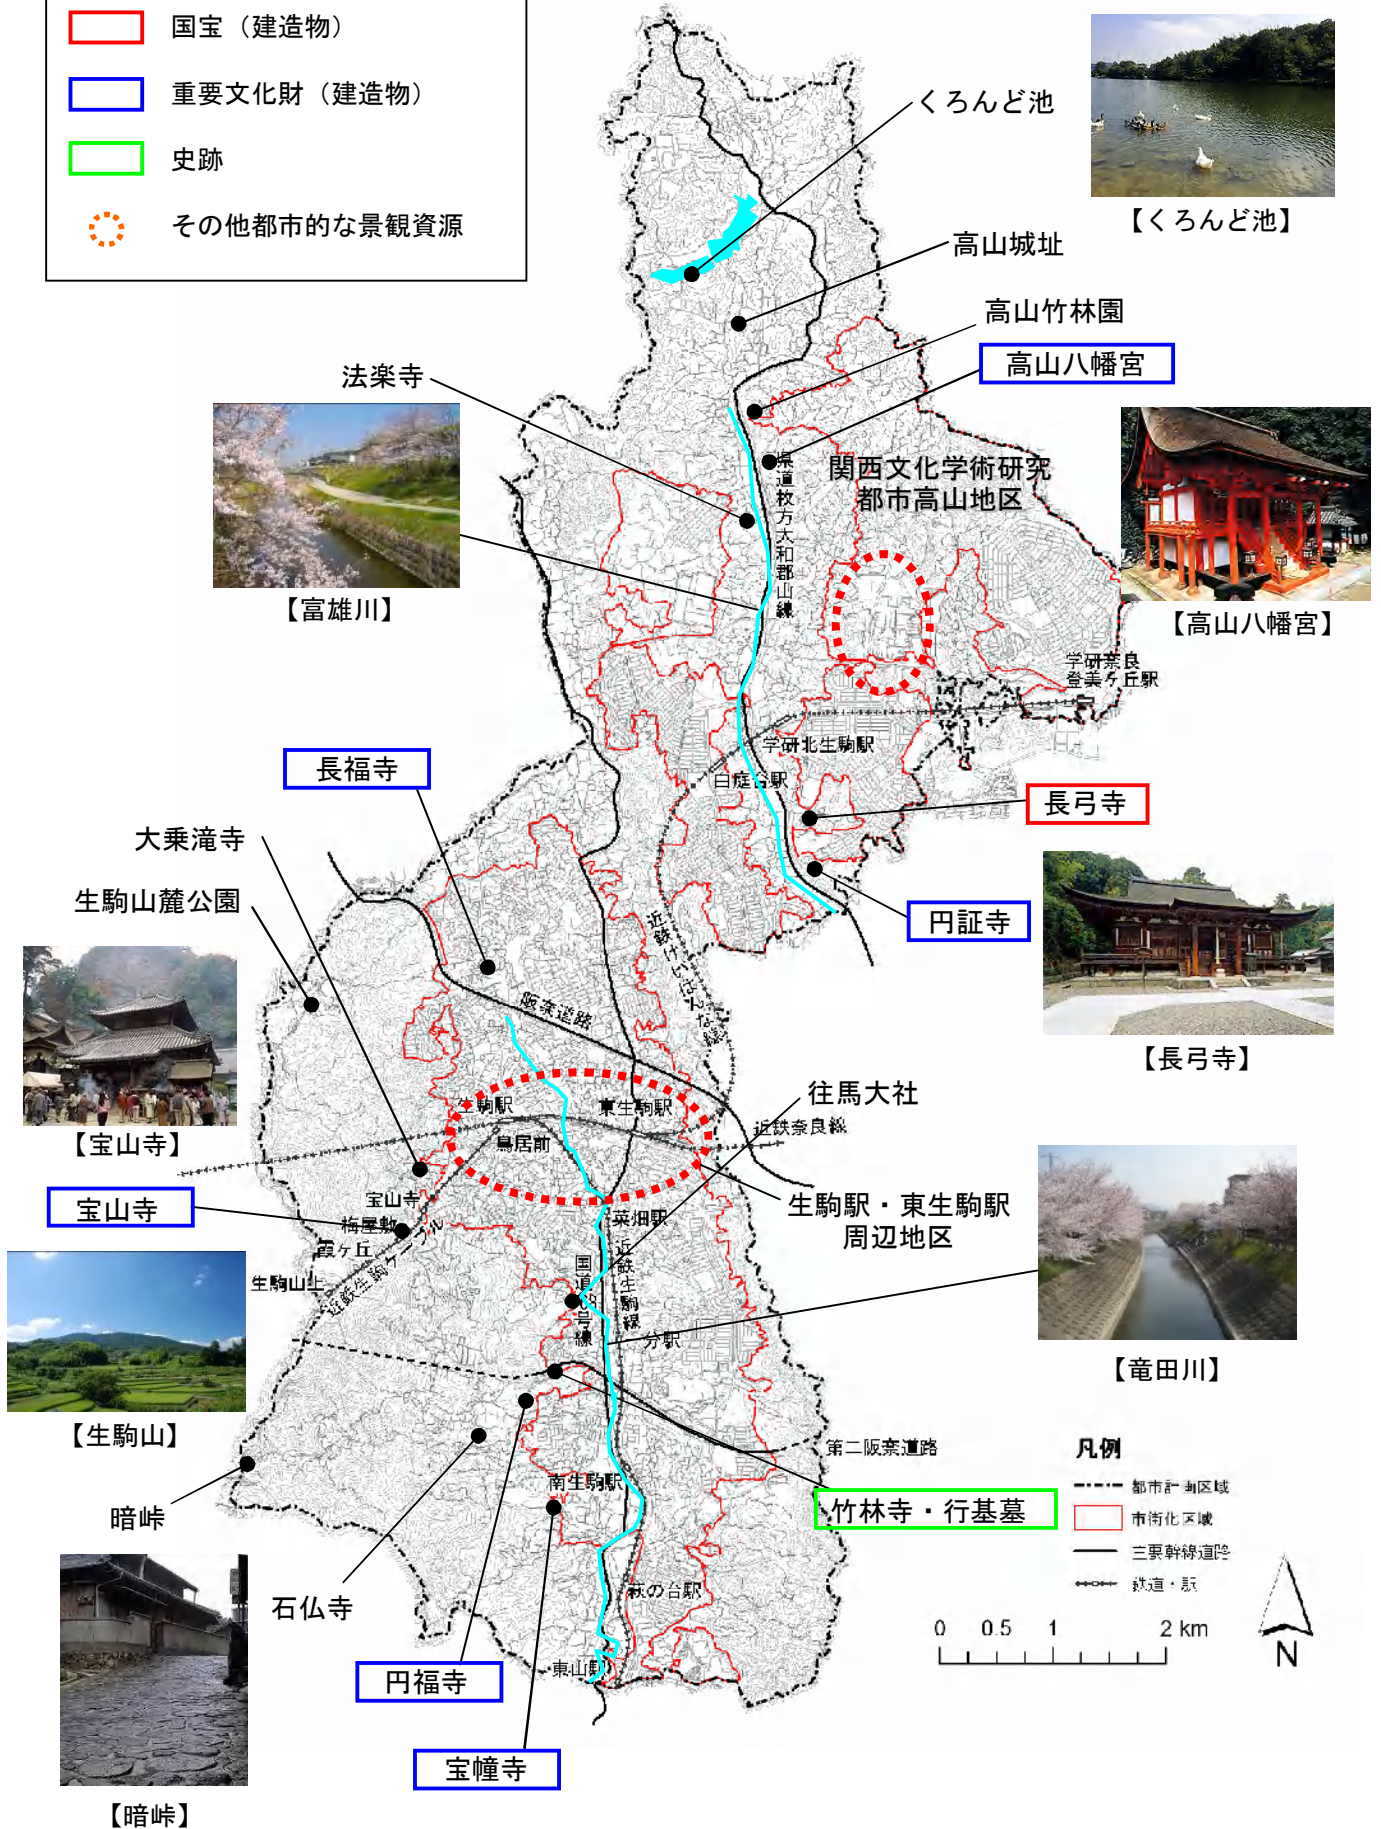 国宝（建造物）
重要文化財（建造物）
史跡
その他都市的な景観資源
くろんど池
【くろんど池】
高山城址
高山竹林園
高山八幡宮
法楽寺
県道枚方大和郡山線
関西文化学術研究
都市高山地区
【富雄川】
【高山八幡宮】
学研奈良
登美ヶ丘駅
学研北生駒駅
白庭台駅
長福寺
長弓寺
大乗滝寺
生駒山麓公園
円証寺
近鉄けいはんな線
阪奈道路
【長弓寺】
往馬大社
生駒駅
東生駒駅
近鉄奈良線
鳥居前
【宝山寺】
宝山寺
宝山寺
梅屋敷
霞ヶ丘
生駒山上
近鉄生駒ケーブル
菜畑駅
生駒駅・東生駒駅
周辺地区
近鉄生駒線
国道
号線
分駅
【竜田川】
【生駒山】
第二阪奈道路
凡例
都市計画区域
市街化区域
主要幹線道路
鉄道・駅
南生駒駅
竹林寺・行基墓
暗峠
石仏寺
萩の台駅
0 0.5 1 2 km
N
東山駅
円福寺
宝幢寺
【暗峠】